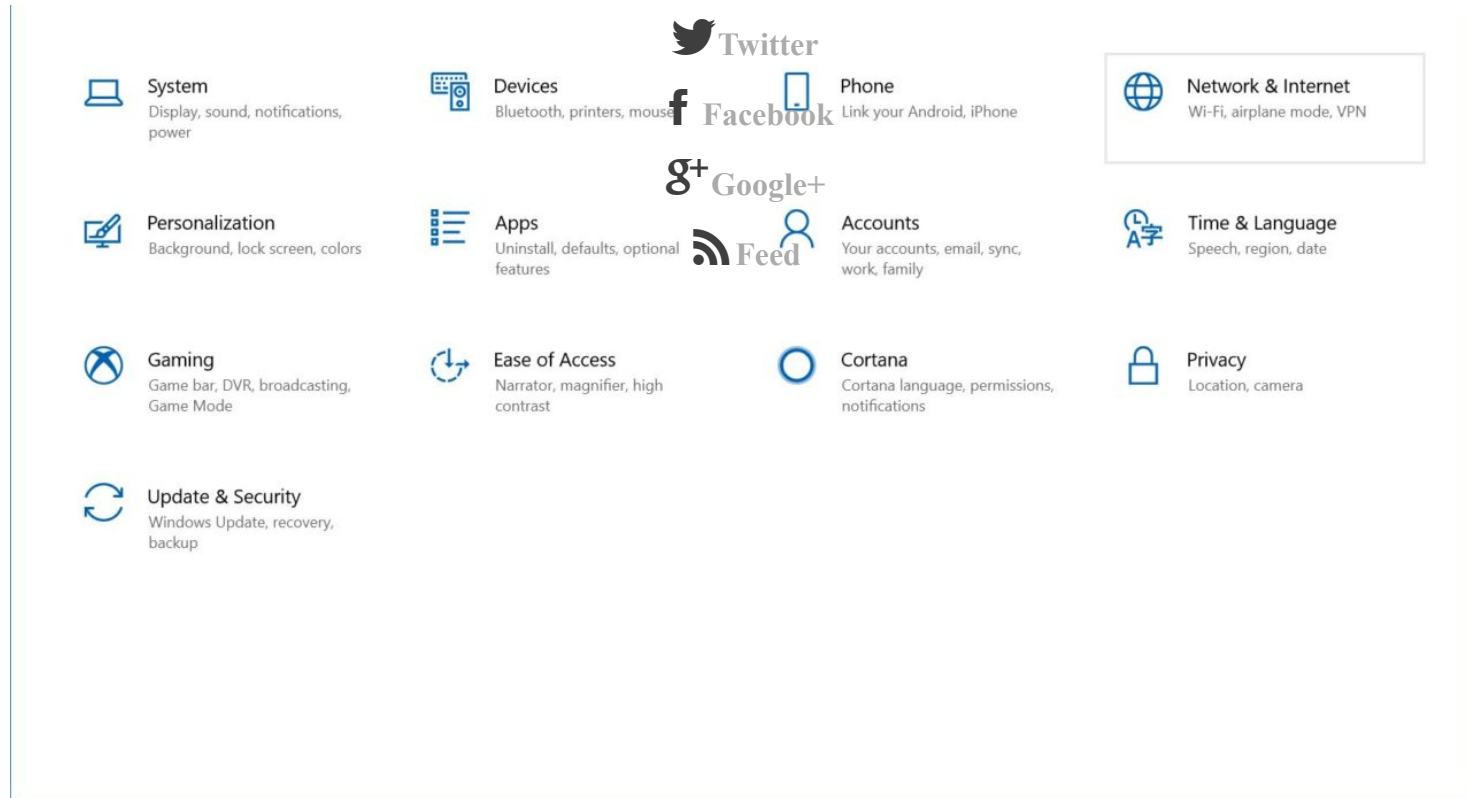 Twitter
System
Devices
Phone
Network & Internet
Display, sound, notifications,
power
Bluetooth, printers, mouse
Facebook
Link your Android, iPhone
Wi-Fi, airplane mode, VPN
Google+
Personalization
Apps
Accounts
Time & Language
Background, lock screen, colors
Uninstall, defaults, optional
features
Feed
Your accounts, email, sync,
work, family
Speech, region, date
Gaming
Ease of Access
Cortana
Privacy
Game bar, DVR, broadcasting,
Game Mode
Narrator, magnifier, high
contrast
Cortana language, permissions,
notifications
Location, camera
Update & Security
Windows Update, recovery,
backup